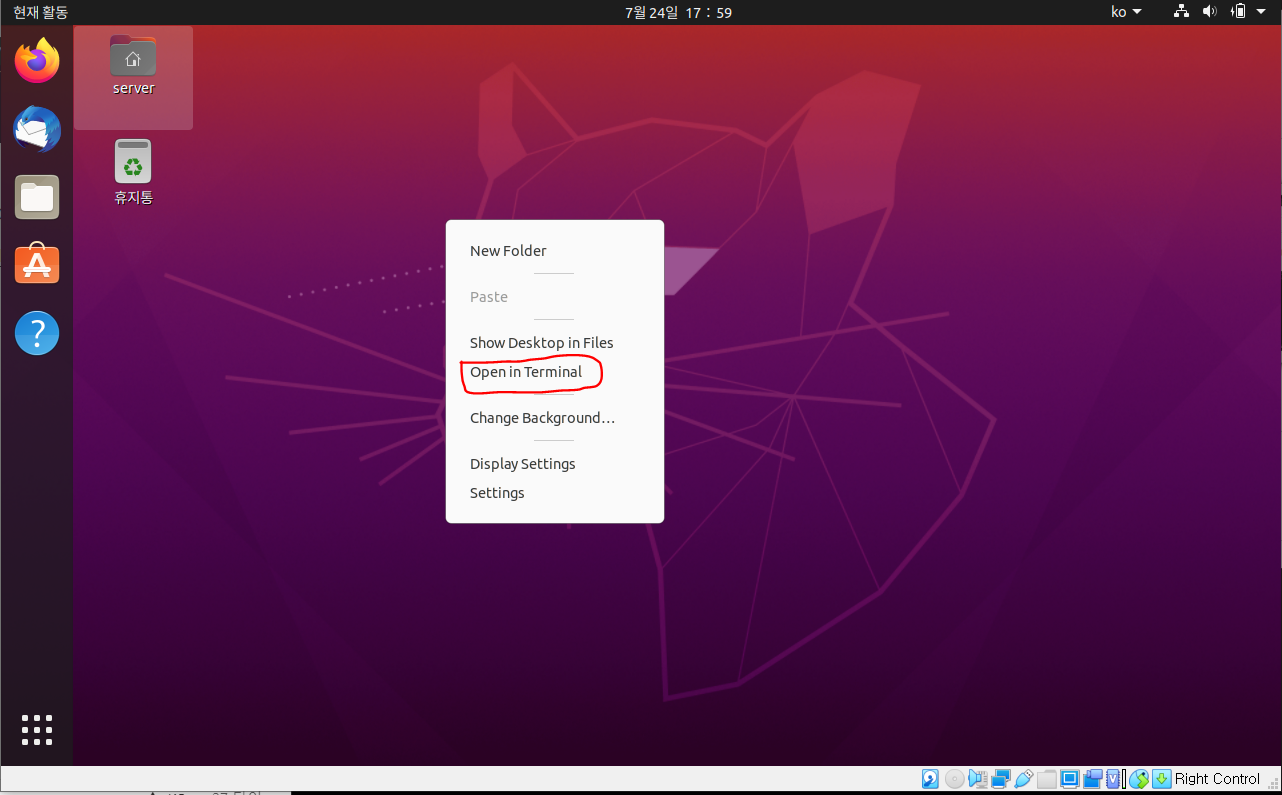 현재 활동
7월 24일 17 : 59
ko
server
휴지통
New Folder
Paste
Show Desktop in Files
Open in Terminal
Change Background...
Display Settings
Settings
Right Control